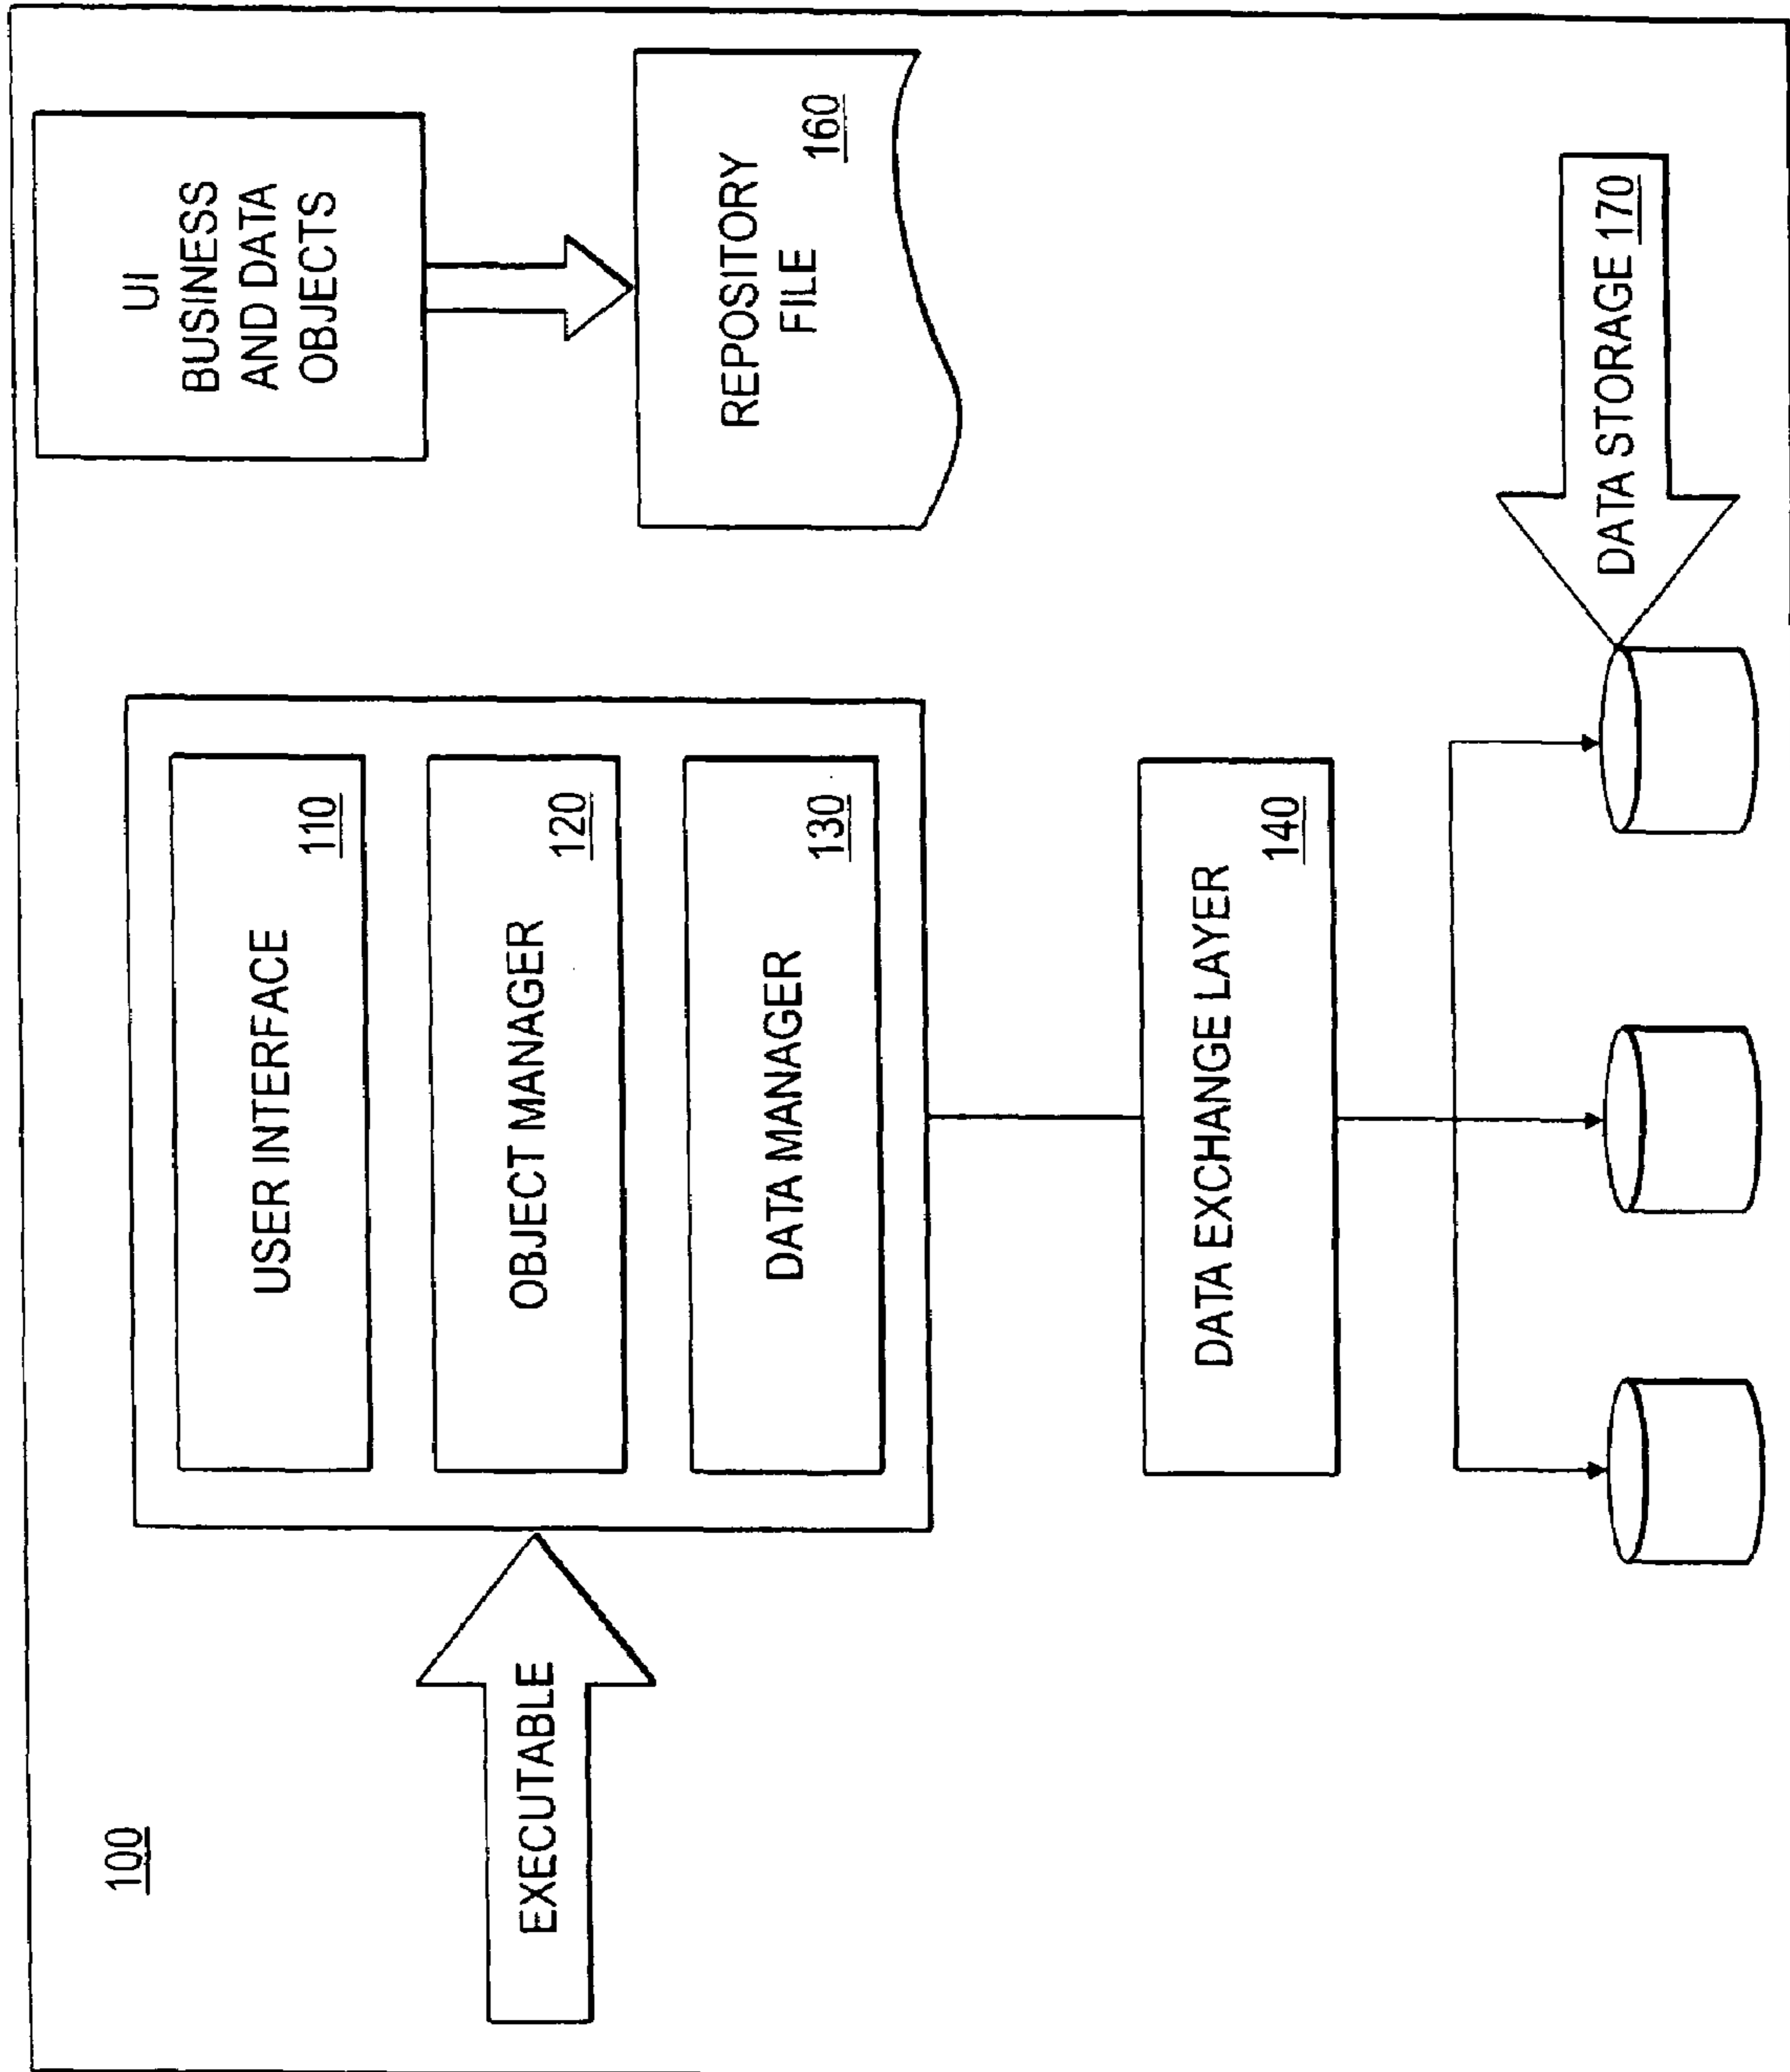 100
EXECUTABLE
USER INTERFACE
110
OBJECT MANAGER
120
DATA MANAGER
130
DATA EXCHANGE LAYER
140
UI
BUSINESS
AND DATA
OBJECTS
REPOSITORY
FILE
160
DATA STORAGE 170